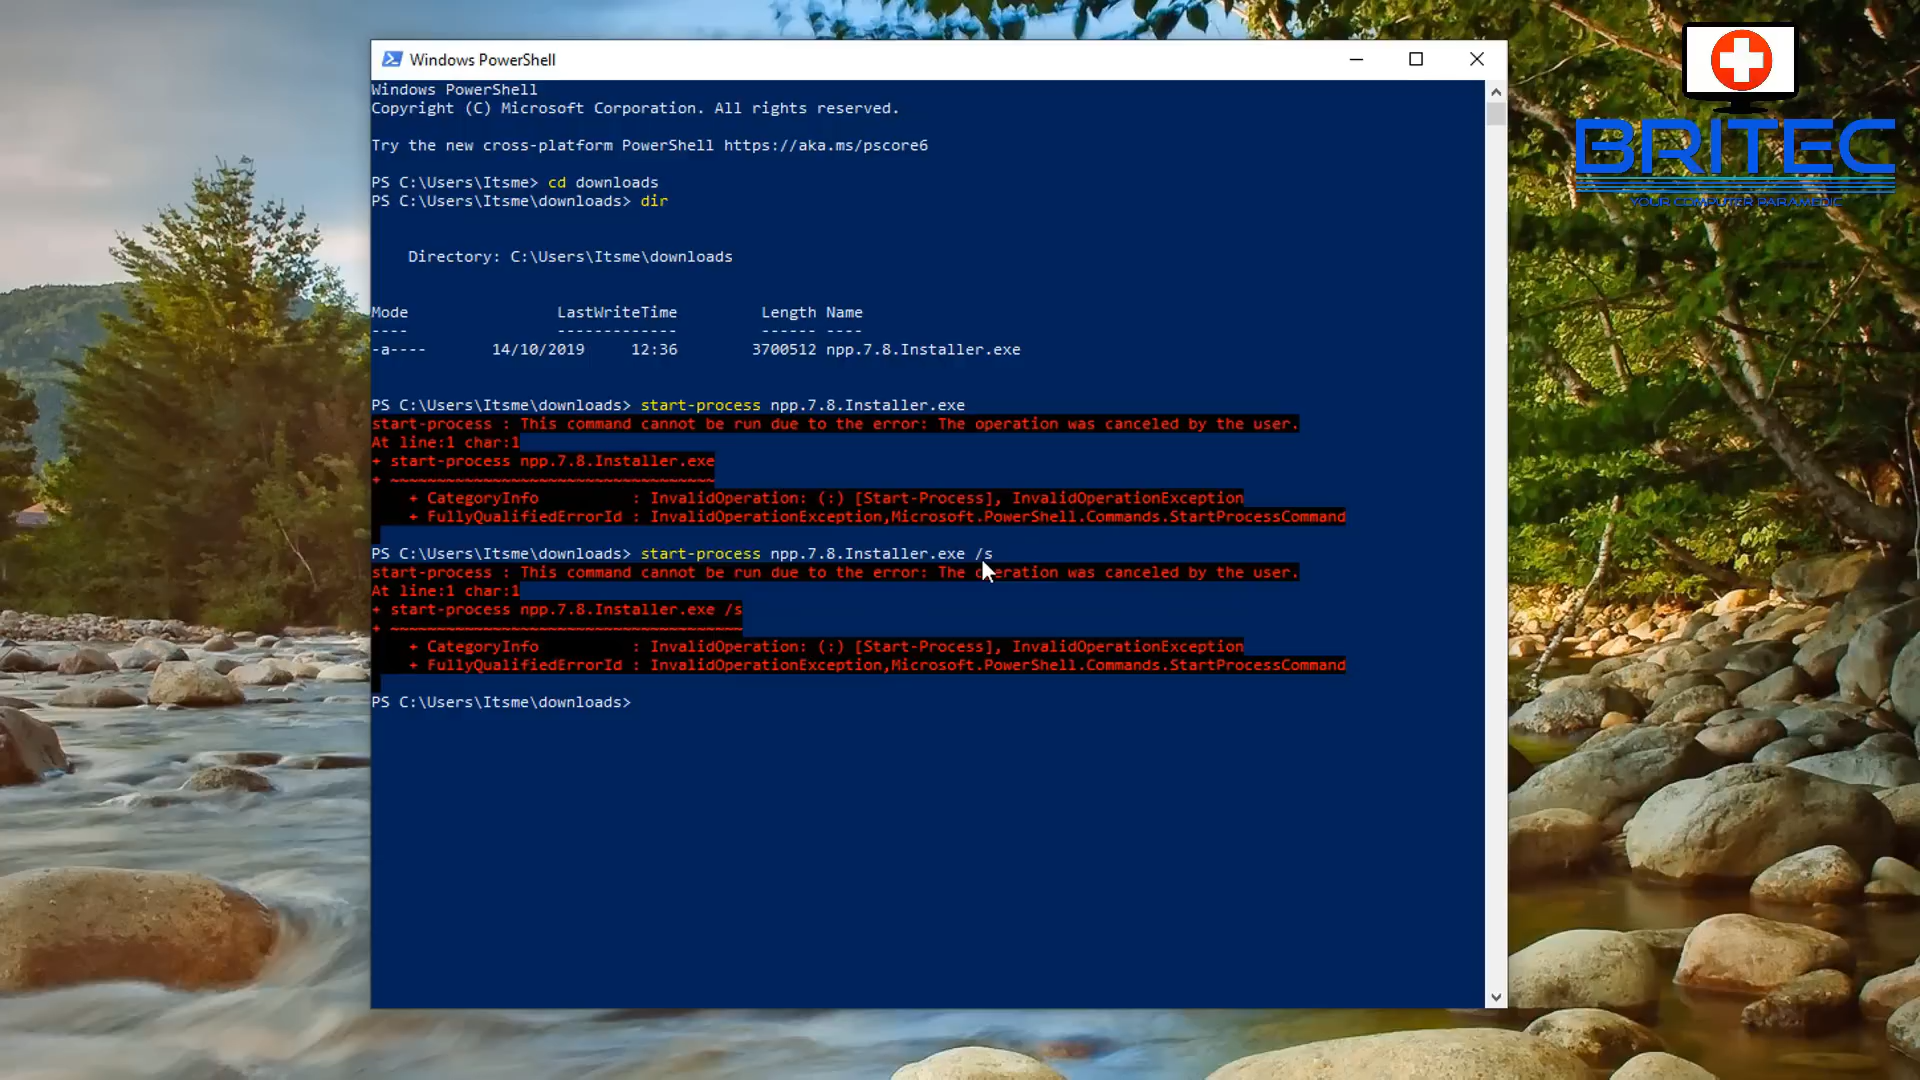 Windows PowerShell
Windows PowerShell
Copyright (C) Microsoft Corporation. All rights reserved.
Try the new cross-platform PowerShell https://aka.ms/pscore6
PS C:\Users\Itsme> cd downloads
PS C:\Users\Itsme\downloads> dir
Directory: C:\Users\Itsme\downloads
Mode LastWriteTime Length Name
---- ------------- ------ ----
-a---- 14/10/2019 12:36 3700512 npp.7.8.Installer.exe
PS C:\Users\Itsme\downloads> start-process npp.7.8.Installer.exe
start-process : This command cannot be run due to the error: The operation was canceled by the user.
At line:1 char:1
+ start-process npp.7.8.Installer.exe
+ ~~~~~~~~~~~~~~~~~~~~~~~~~~~~~~~~~~~
+ CategoryInfo : InvalidOperation: (:) [Start-Process], InvalidOperationException
+ FullyQualifiedErrorId : InvalidOperationException,Microsoft.PowerShell.Commands.StartProcessCommand
PS C:\Users\Itsme\downloads> start-process npp.7.8.Installer.exe /s
start-process : This command cannot be run due to the error: The operation was canceled by the user.
At line:1 char:1
+ start-process npp.7.8.Installer.exe /s
+ ~~~~~~~~~~~~~~~~~~~~~~~~~~~~~~~~~~~~~~
+ CategoryInfo : InvalidOperation: (:) [Start-Process], InvalidOperationException
+ FullyQualifiedErrorId : InvalidOperationException,Microsoft.PowerShell.Commands.StartProcessCommand
PS C:\Users\Itsme\downloads>
BRITEC
YOUR COMPUTER PARAMEDIC